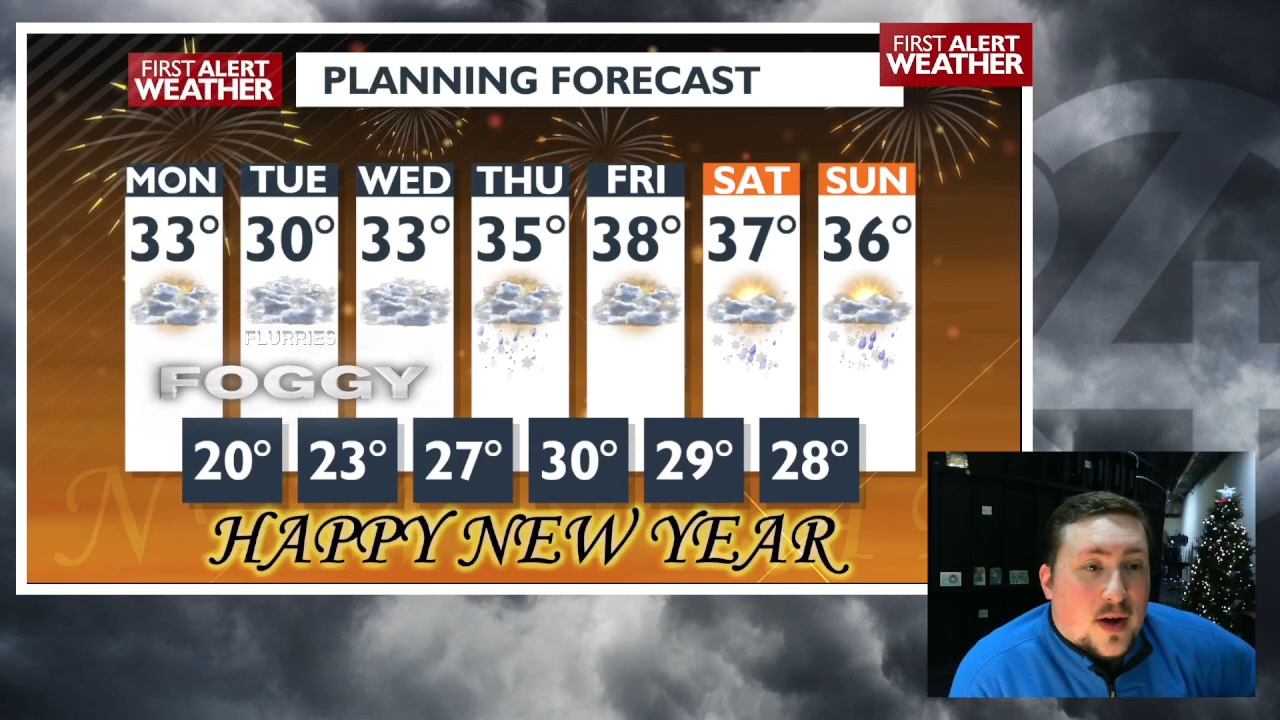 FIRST ALERT
WEATHER
PLANNING FORECAST
FIRST ALERT
WEATHER
MON TUE WED THU FRI SAT SUN
33° 30° 33° 35° 38° 37° 36°
FLURRIES
FOGGY
20° 23° 27° 30° 29° 28°
HAPPY NEW YEAR
4